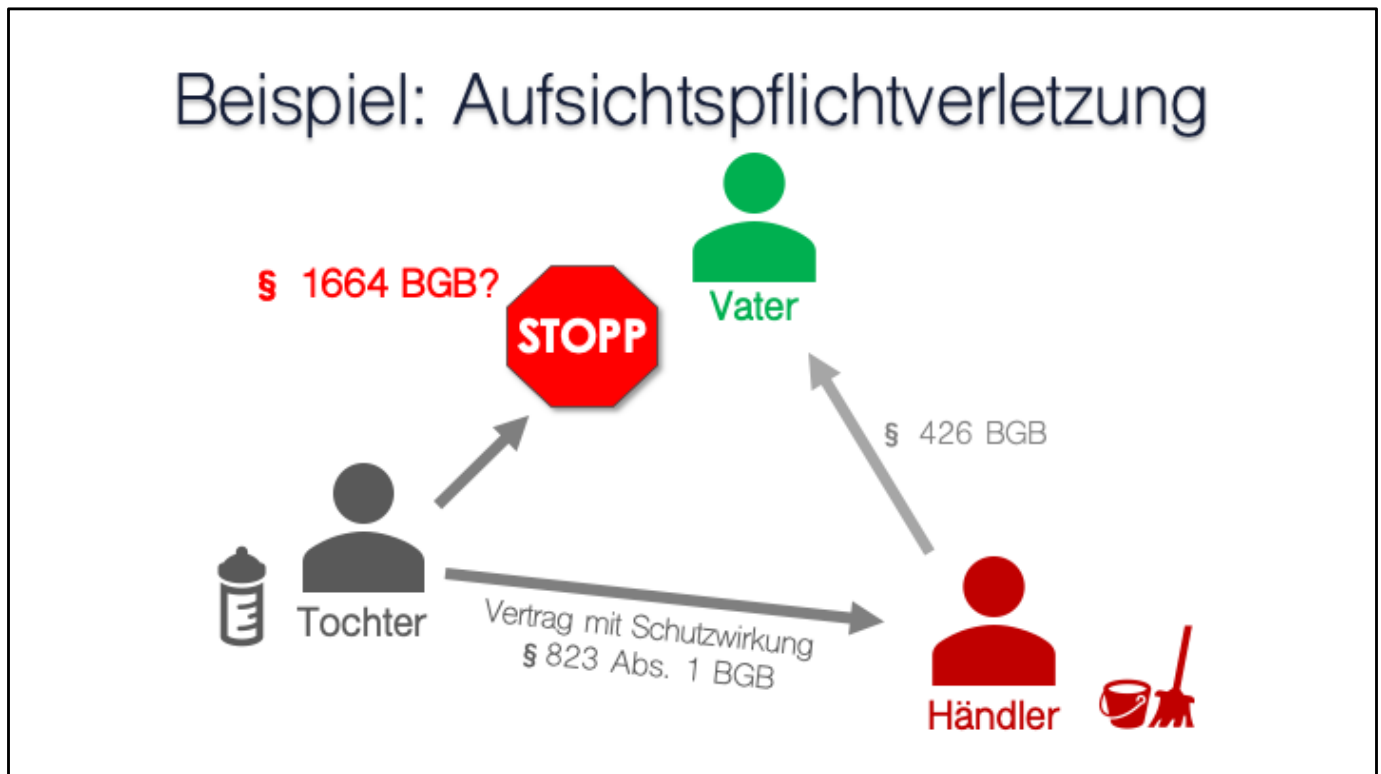 Beispiel: Aufsichtspflichtverletzung
§ 1664 BGB?
STOPP
Vater
§ 426 BGB
Tochter
Vertrag mit Schutzwirkung
§ 823 Abs. 1 BGB
Händler